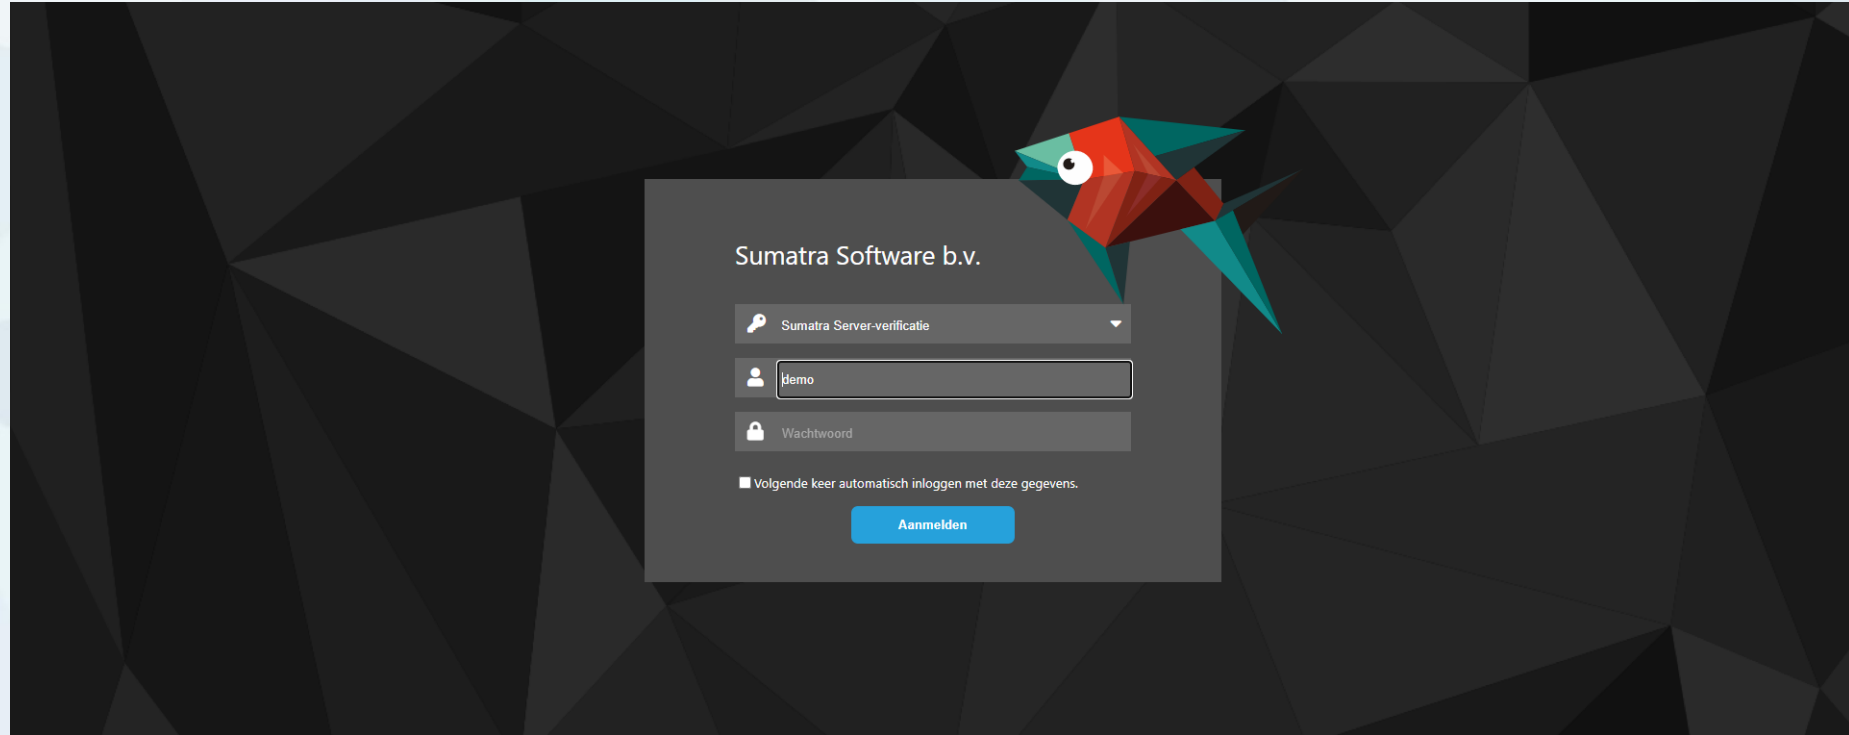 Sumatra Software b.v.
Sumatra Server-verificatie
demo
Wachtwoord
Volgende keer automatisch inloggen met deze gegevens.
Aanmelden